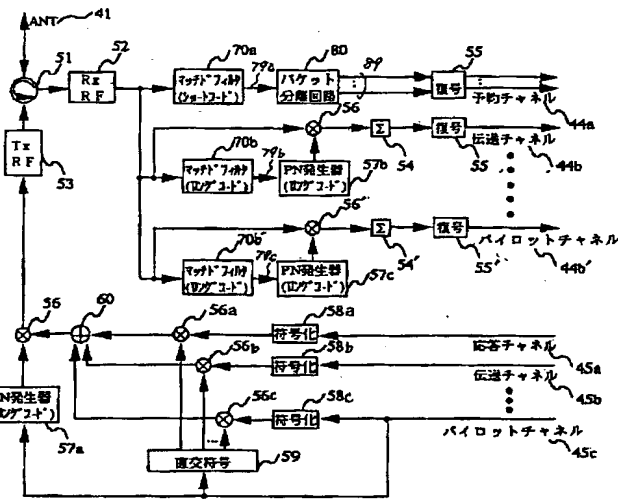 ANT 41
51
52
Rx
RF
70a
マッチドフィルタ
(ショートコード)
79a
80
パケット
分離回路
89
55
復号
予約チャネル
44a
Tx
RF
53
70b
マッチドフィルタ
(ロングコード)
79b
56
PN発生器
(ロングコード)
57b
Σ
54
55
復号
伝送チャネル
44b
70b'
マッチドフィルタ
(ロングコード)
79c
56''
PN発生器
(ロングコード)
57c
Σ
54'
復号
55''
パイロットチャネル
44b'
56
60
56a
符号化
58a
応答チャネル
45a
56b
符号化
58b
伝送チャネル
45b
56c
符号化
58c
パイロットチャネル
45c
N発生器
ロングコード)
57a
直交符号
59